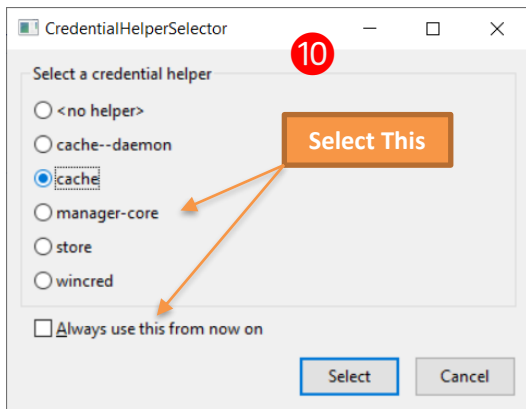 CredentialHelperSelector
10
Select a credential helper
<no helper>
cache--daemon
Select This
cache
manager-core
store
wincred
Always use this from now on
Select
Cancel